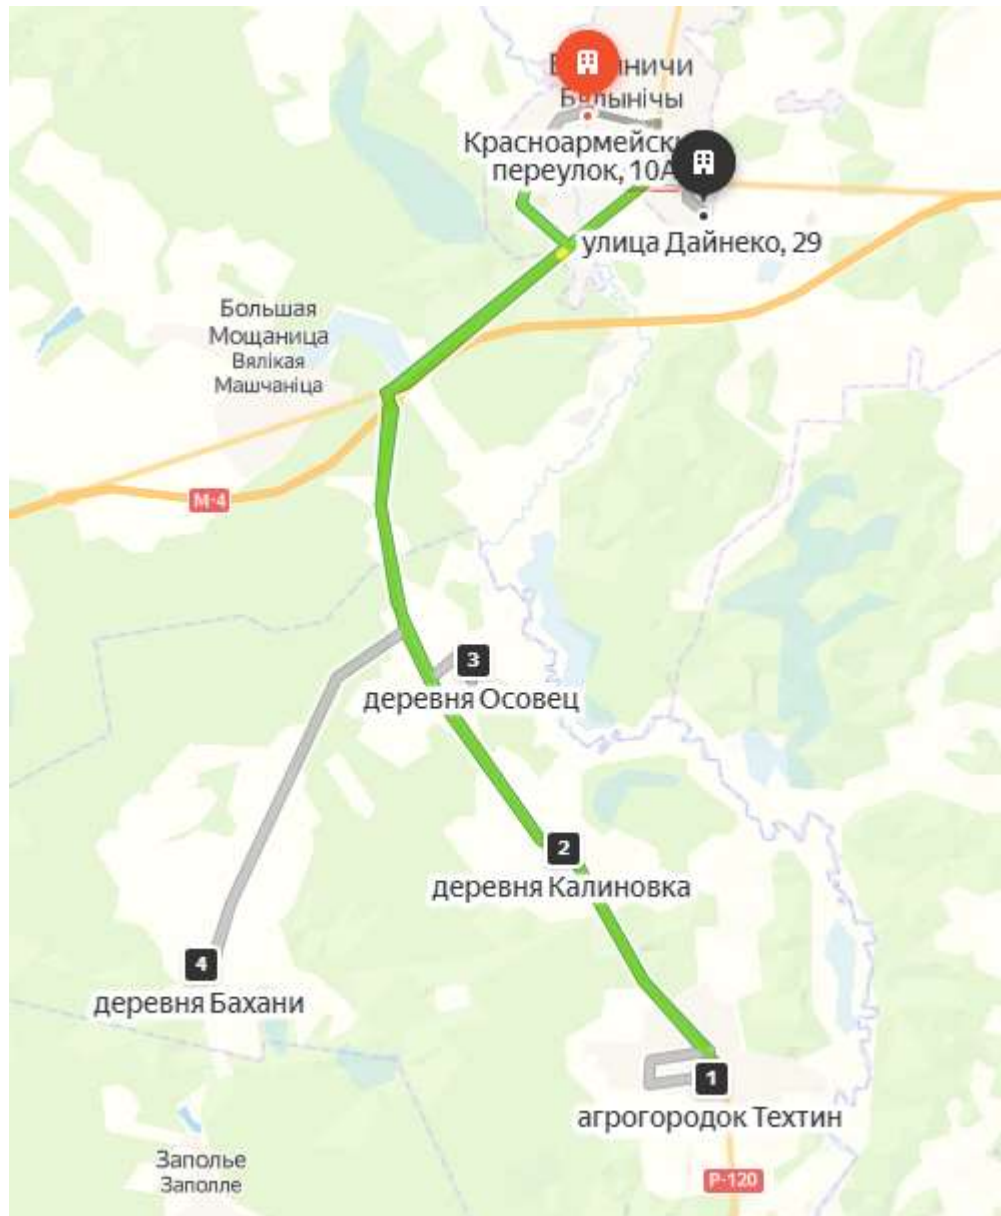 Белыничи
Бялынічы
Красноармейский
переулок, 10А
улица Дайнеко, 29
Большая
Мощаница
Вялікая
Машчаніца
М-4
3
деревня Осовец
2
деревня Калиновка
4
деревня Бахани
1
агрогородок Техтин
Заполье
Заполле
Р-120